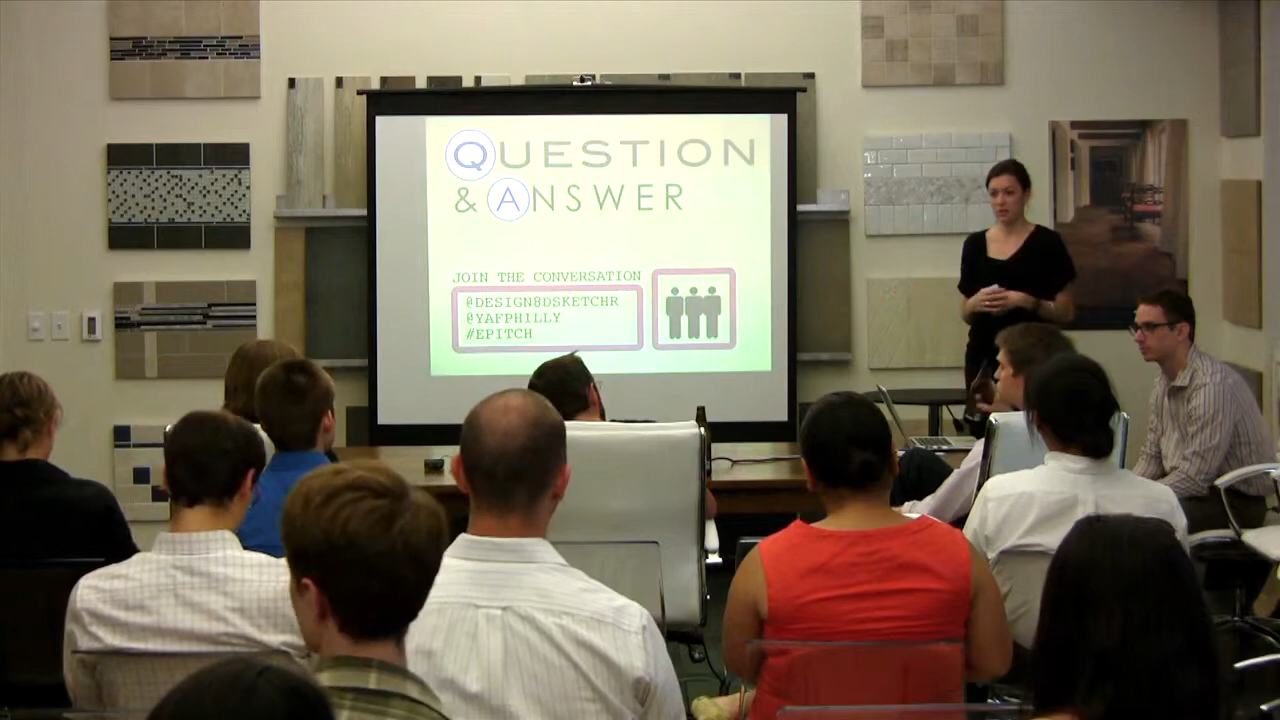 QUESTION
& ANSWER
JOIN THE CONVERSATION
@DESIGN8DSKETCHR
@YAFPHILLY
#EPITCH